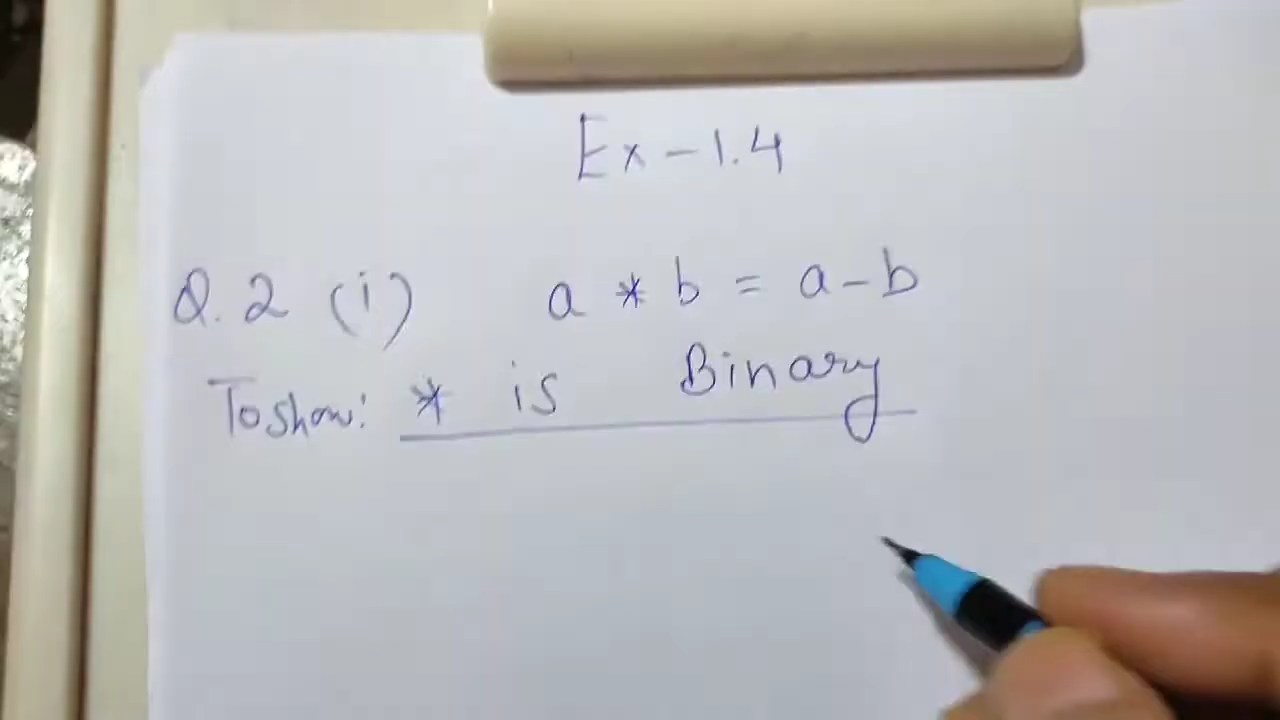 Ex - 1.4
Q. 2 (i) a * b = a - b
To show: * is Binary